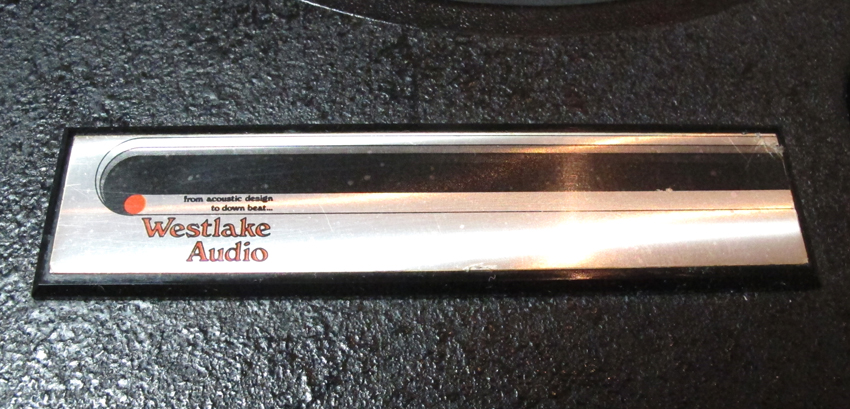 from acoustic design
to down beat...
Westlake
Audio